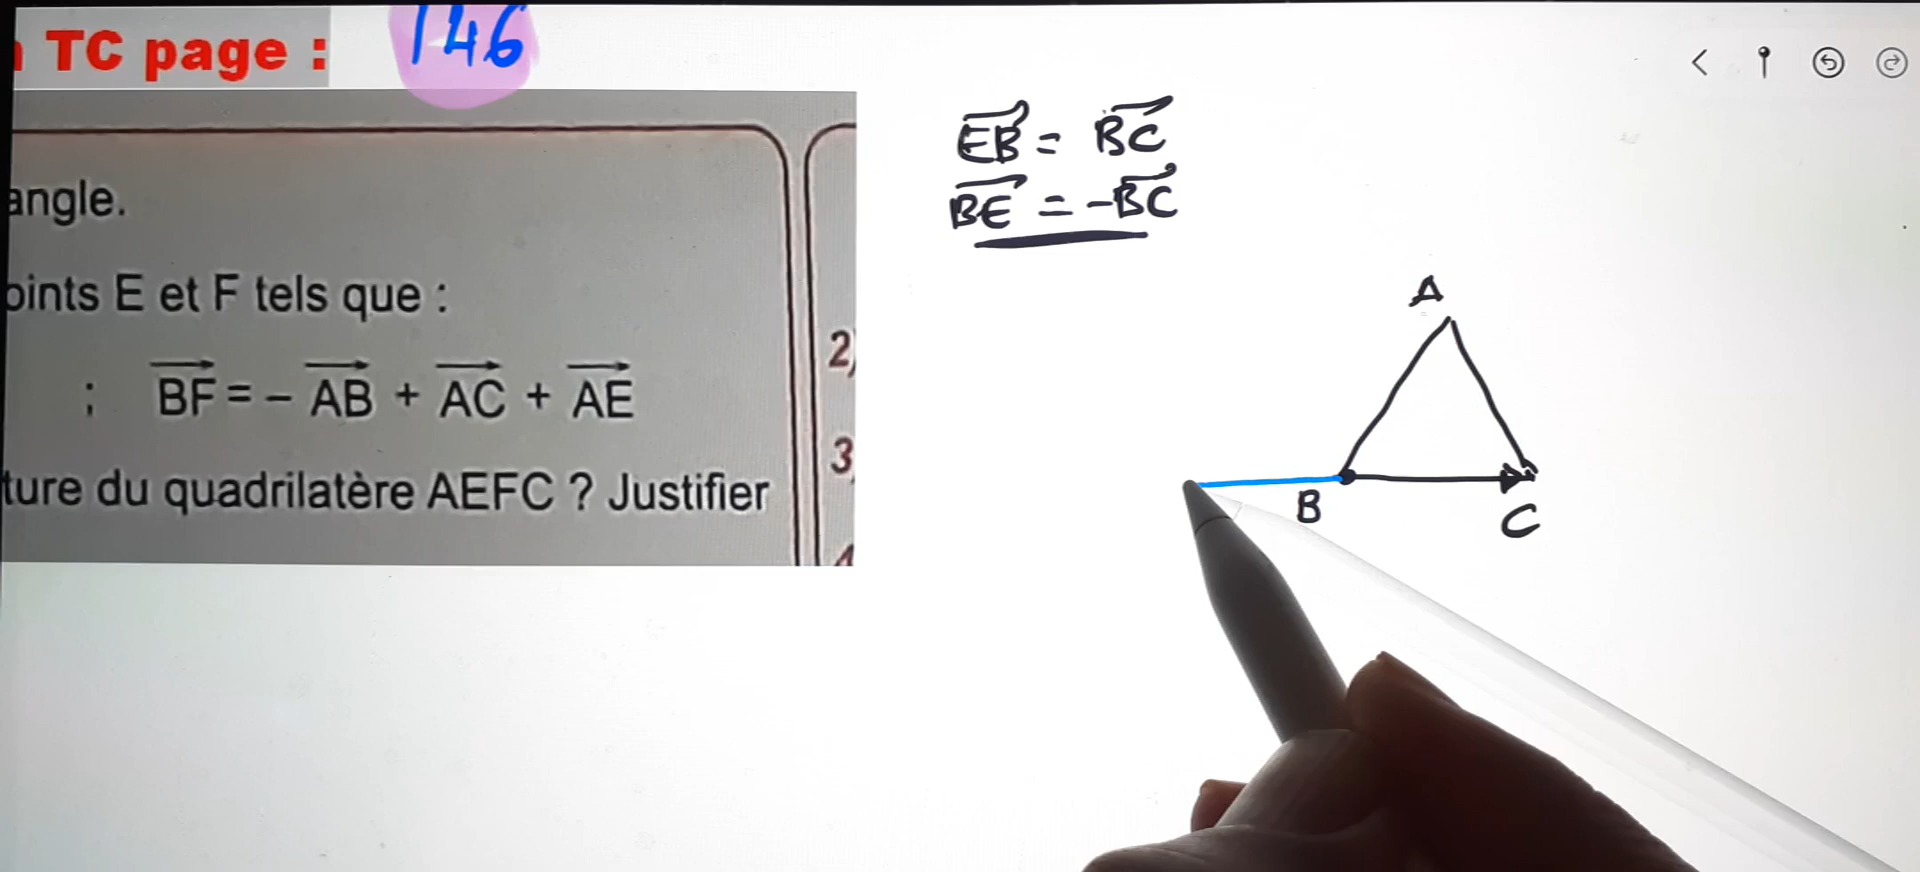 TC page : 146
angle.
oints E et F tels que :
; BF = - AB + AC + AE
ture du quadrilatère AEFC ? Justifier
2)
3
EB = BC
BE = -BC
A
B
C